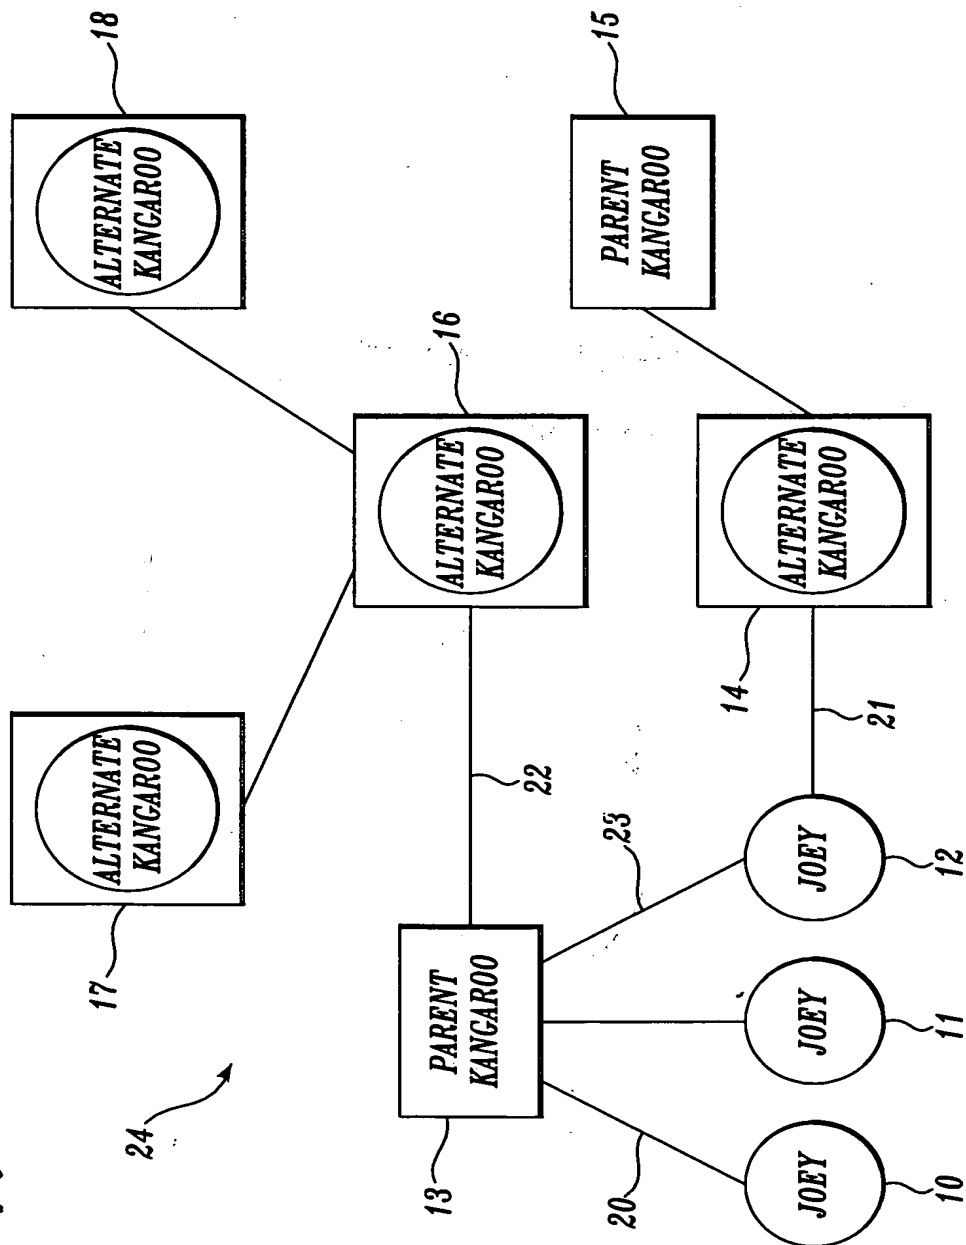 18
ALTERNATE
KANGAROO
17
ALTERNATE
KANGAROO
24
15
PARENT
KANGAROO
16
ALTERNATE
KANGAROO
22
13
PARENT
KANGAROO
14
ALTERNATE
KANGAROO
21
23
20
JOEY
12
JOEY
11
JOEY
10